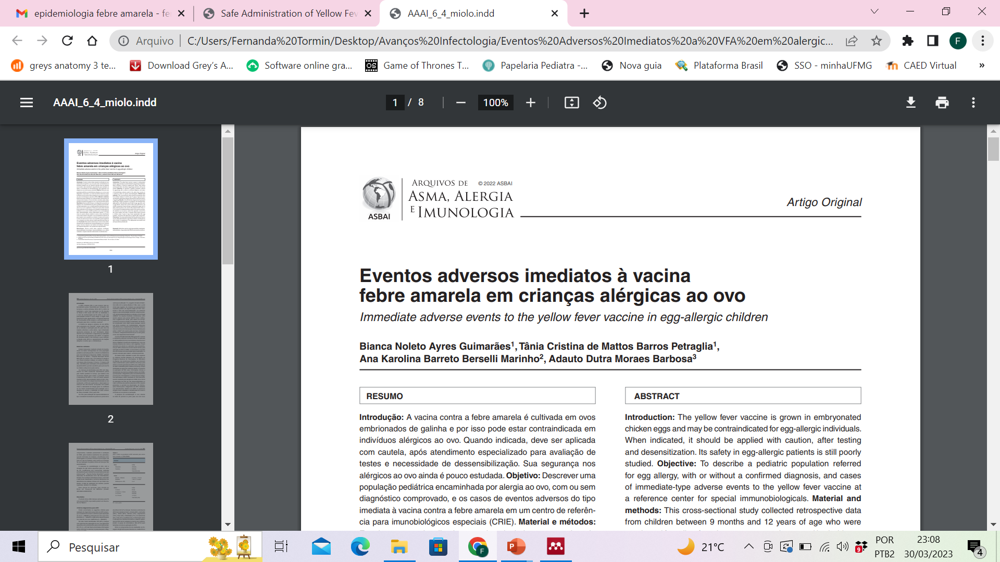 epidemiologia febre amarela - fe
Safe Administration of Yellow Fev
AAAI_6_4_miolo.indd
Arquivo
C:/Users/Fernanda%20Tormin/Desktop/Avanços%20Infectologia/Eventos%20Adversos%20Imediatos%20a%20VFA%20em%20alergic...
F
greys anatomy 3 te...
Download Grey's A...
Software online gra...
Game of Thrones T...
Papelaria Pediatra -...
Nova guia
Plataforma Brasil
SSO - minhaUFMG
CAED Virtual
»
AAAI_6_4_miolo.indd
1 / 8
100%
1
2
ASBAI
ARQUIVOS DE © 2022 ASBAI
ASMA, ALERGIA
E IMUNOLOGIA
Artigo Original
Eventos adversos imediatos à vacina
febre amarela em crianças alérgicas ao ovo
Immediate adverse events to the yellow fever vaccine in egg-allergic children
Bianca Noleto Ayres Guimarães1, Tânia Cristina de Mattos Barros Petraglia1,
Ana Karolina Barreto Berselli Marinho2, Adauto Dutra Moraes Barbosa3
RESUMO
Introdução: A vacina contra a febre amarela é cultivada em ovos
embrionados de galinha e por isso pode estar contraindicada em
indivíduos alérgicos ao ovo. Quando indicada, deve ser aplicada
com cautela, após atendimento especializado para avaliação de
testes e necessidade de dessensibilização. Sua segurança nos
alérgicos ao ovo ainda é pouco estudada. Objetivo: Descrever uma
população pediátrica encaminhada por alergia ao ovo, com ou sem
diagnóstico comprovado, e os casos de eventos adversos do tipo
imediata à vacina contra a febre amarela em um centro de referên-
cia para imunobiológicos especiais (CRIE). Material e métodos:
ABSTRACT
Introduction: The yellow fever vaccine is grown in embryonated
chicken eggs and may be contraindicated for egg-allergic individuals.
When indicated, it should be applied with caution, after testing
and desensitization. Its safety in egg-allergic patients is still poorly
studied. Objective: To describe a pediatric population referred
for egg allergy, with or without a confirmed diagnosis, and cases
of immediate-type adverse events to the yellow fever vaccine at
a reference center for special immunobiologicals. Material and
methods: This cross-sectional study collected retrospective data
from children between 9 months and 12 years of age who were
Pesquisar
21°C
9
POR
PTB2
23:08
30/03/2023
4